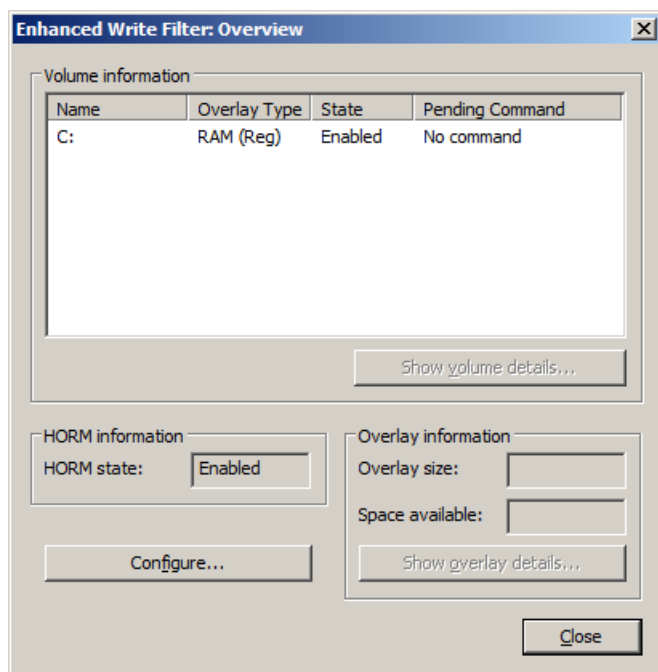 Enhanced Write Filter: Overview
Volume information
Name Overlay Type State Pending Command
C: RAM (Reg) Enabled No command
Show volume details...
HORM information
HORM state: Enabled
Overlay information
Overlay size:
Space available:
Configure...
Show overlay details...
Close